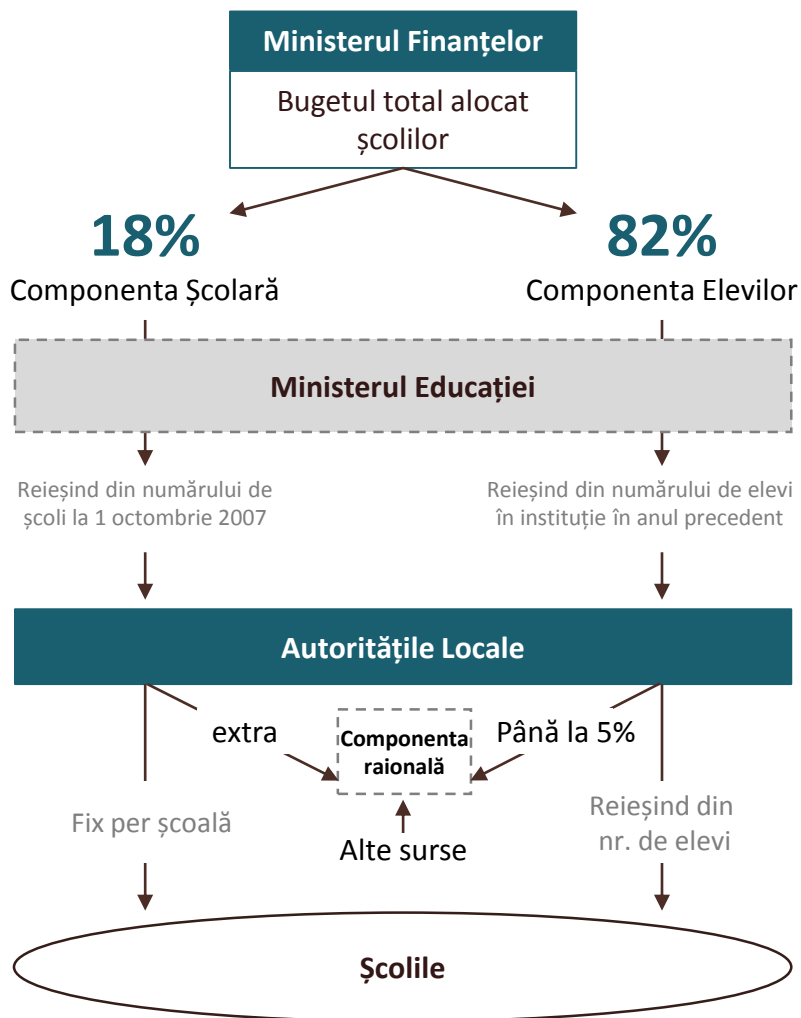 Ministerul Finanțelor
Bugetul total alocat
școlilor
18%
82%
Componenta Școlară
Componenta Elevilor
Ministerul Educației
Reieșind din numărului de
școli la 1 octombrie 2007
Reieșind din numărului de elevi
în instituție în anul precedent
Autoritățile Locale
extra
Componenta
raională
Până la 5%
Fix per școală
Alte surse
Reieșind din
nr. de elevi
Școlile